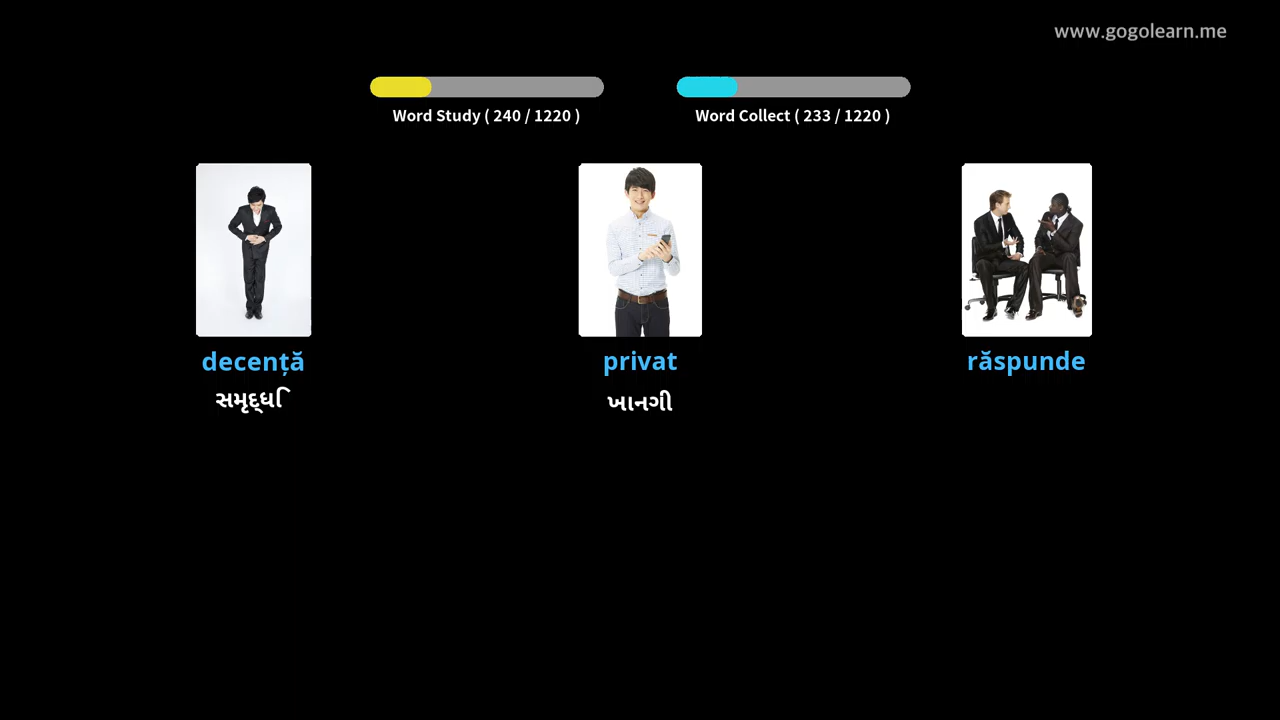 www.gogolearn.me
Word Study ( 240 / 1220 )
Word Collect ( 233 / 1220 )
decență
privat
răspunde
સમૃદ્ધિ
ખાનગી